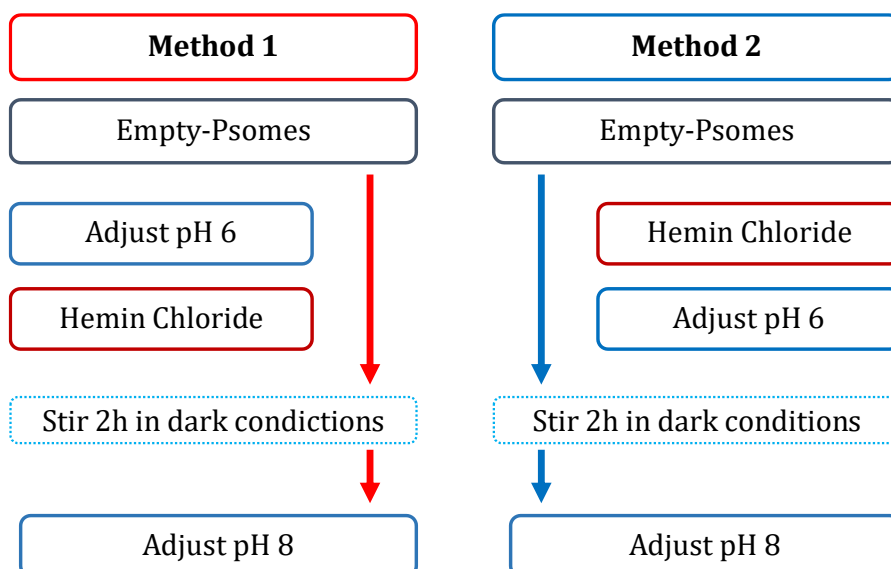 Method 1
Empty-Psomes
Adjust pH 6
Hemin Chloride
Stir 2h in dark condictions
Adjust pH 8
Method 2
Empty-Psomes
Hemin Chloride
Adjust pH 6
Stir 2h in dark conditions
Adjust pH 8